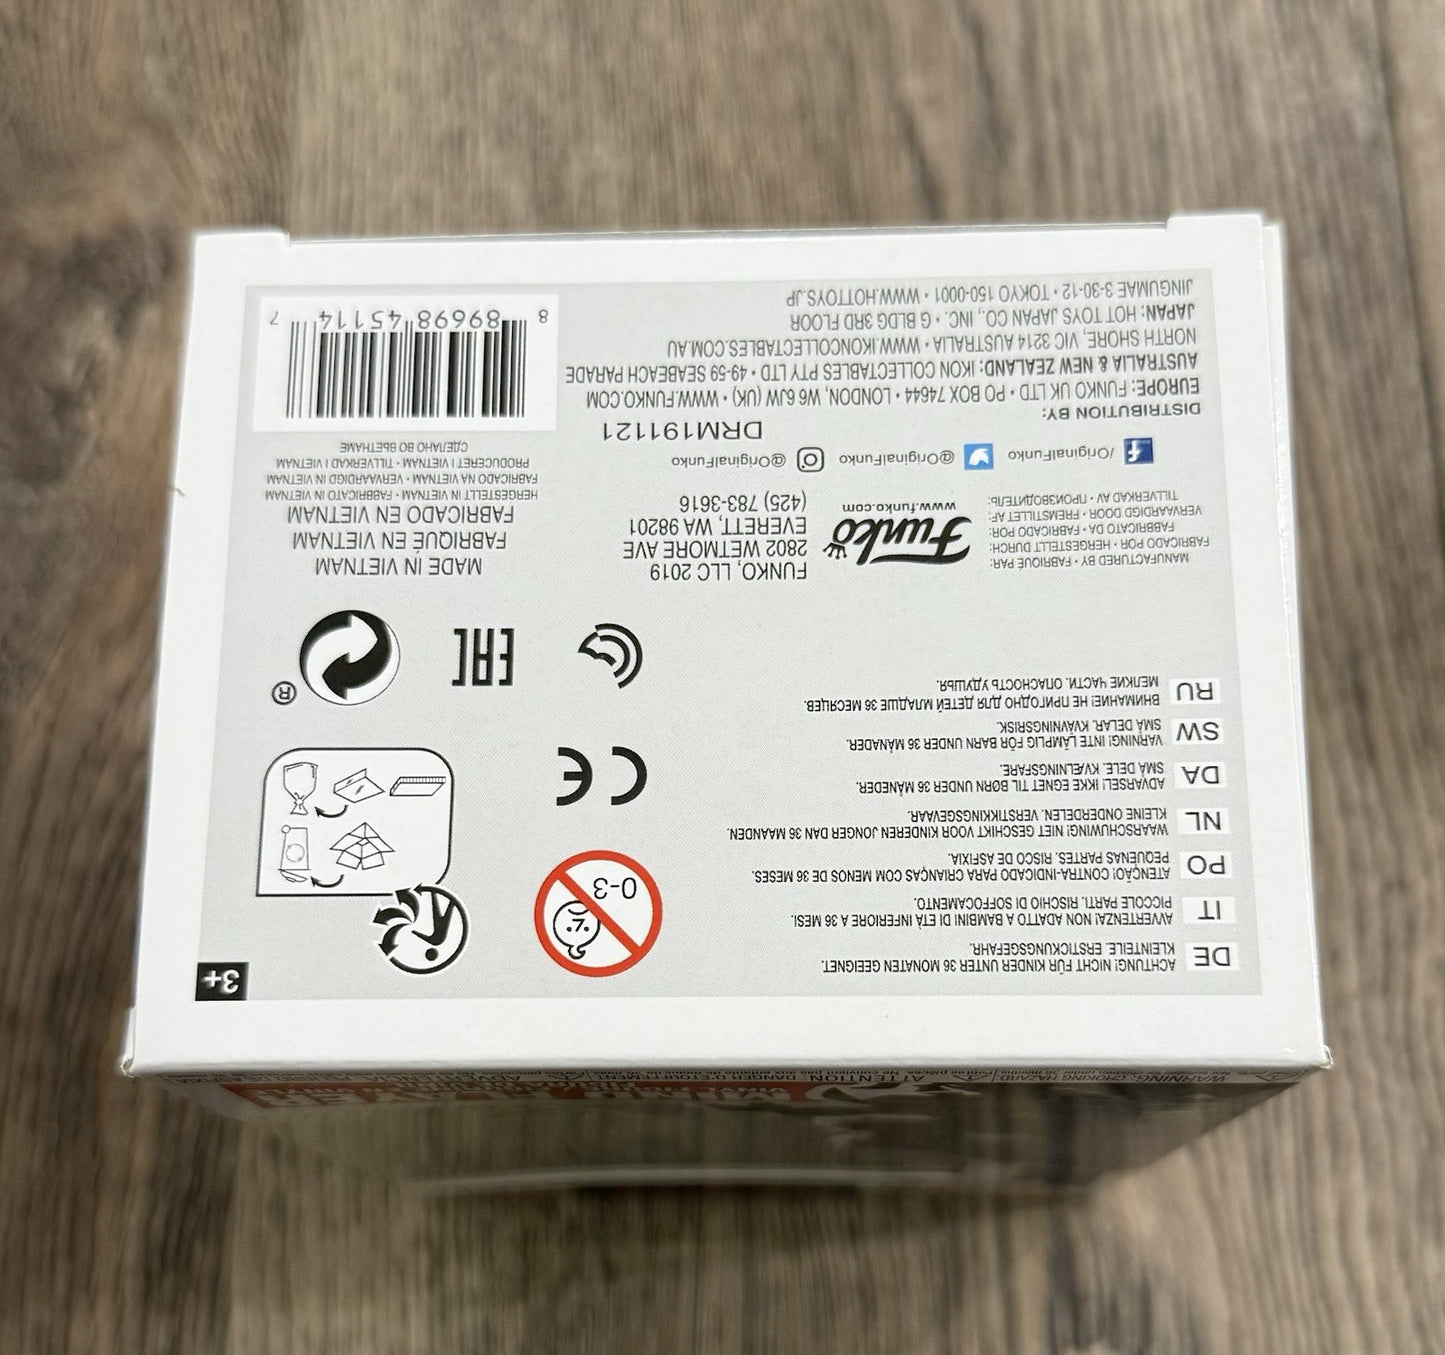 3+
DE
ACHTUNG! NICHT FÜR KINDER UNTER 36 MONATEN GEEIGNET.
KLEINTEILE. ERSTICKUNGSGEFAHR.
IT
AVVERTENZA! NON ADATTO A BAMBINI DI ETÀ INFERIORE A 36 MESI.
PICCOLE PARTI. RISCHIO DI SOFFOCAMENTO.
PO
ATENÇÃO! CONTRA-INDICADO PARA CRIANÇAS COM MENOS DE 36 MESES.
PEQUENAS PARTES. RISCO DE ASFIXIA.
NL
WAARSCHUWING! NIET GESCHIKT VOOR KINDEREN JONGER DAN 36 MAANDEN.
KLEINE ONDERDELEN. VERSTIKKINGSGEVAAR.
DA
ADVARSEL! IKKE EGNET TIL BØRN UNDER 36 MÅNEDER.
SMÅ DELE. KVÆLNINGSFARE.
SW
VARNING! INTE LÄMPLIG FÖR BARN UNDER 36 MÅNADER.
SMÅ DELAR. KVÄVNINGSRISK.
RU
ВНИМАНИЕ! НЕ ПРИГОДНО ДЛЯ ДЕТЕЙ МЛАДШЕ 36 МЕСЯЦЕВ.
МЕЛКИЕ ЧАСТИ. ОПАСНОСТЬ УДУШЬЯ.
0-3
CE
EAC
®
MANUFACTURED BY • FABRIQUÉ PAR:
FABRICADO POR • HERGESTELLT DURCH:
FABBRICATO DA • FABRICADO POR:
VERVAARDIGD DOOR • FREMSTILLET AF:
TILLVERKAD AV • ПРОИЗВОДИТЕЛЬ:
Funko
www.funko.com
FUNKO, LLC 2019
2802 WETMORE AVE
EVERETT, WA 98201
(425) 783-3616
/OriginalFunko
@OriginalFunko
@OriginalFunko
DRM191121
DISTRIBUTION BY:
EUROPE: FUNKO UK LTD • PO BOX 74644 • LONDON, W6 6JW (UK) • WWW.FUNKO.COM
AUSTRALIA & NEW ZEALAND: IKON COLLECTABLES PTY LTD • 49-59 SEABEACH PARADE
NORTH SHORE, VIC 3214 AUSTRALIA • WWW.IKONCOLLECTABLES.COM.AU
JAPAN: HOT TOYS JAPAN CO., INC. • G BLDG 3RD FLOOR
JINGUMAE 3-30-12 • TOKYO 150-0001 • WWW.HOTTOYS.JP
MADE IN VIETNAM
FABRIQUÉ EN VIETNAM
FABRICADO EN VIETNAM
HERGESTELLT IN VIETNAM • FABBRICATO IN VIETNAM
FABRICADO NA VIETNAM • VERVAARDIGD IN VIETNAM
PRODUCERET I VIETNAM • TILLVERKAD I VIETNAM
СДЕЛАНО ВО ВЬЕТНАМЕ
8 89698 45114 7
WARNING: CHOKING HAZARD
ATTENTION